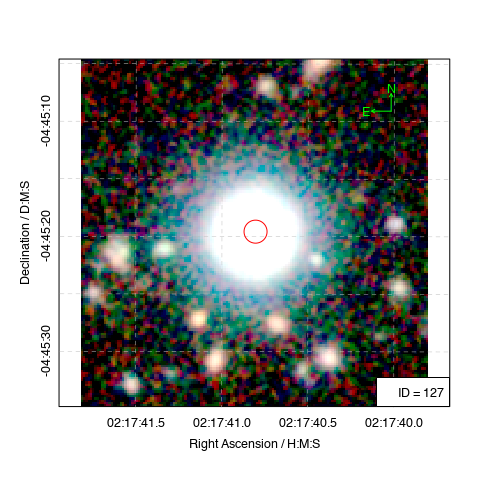 N
E
Declination / D:M:S
-04:45:10
-04:45:20
-04:45:30
ID = 127
02:17:41.5 02:17:41.0 02:17:40.5 02:17:40.0
Right Ascension / H:M:S